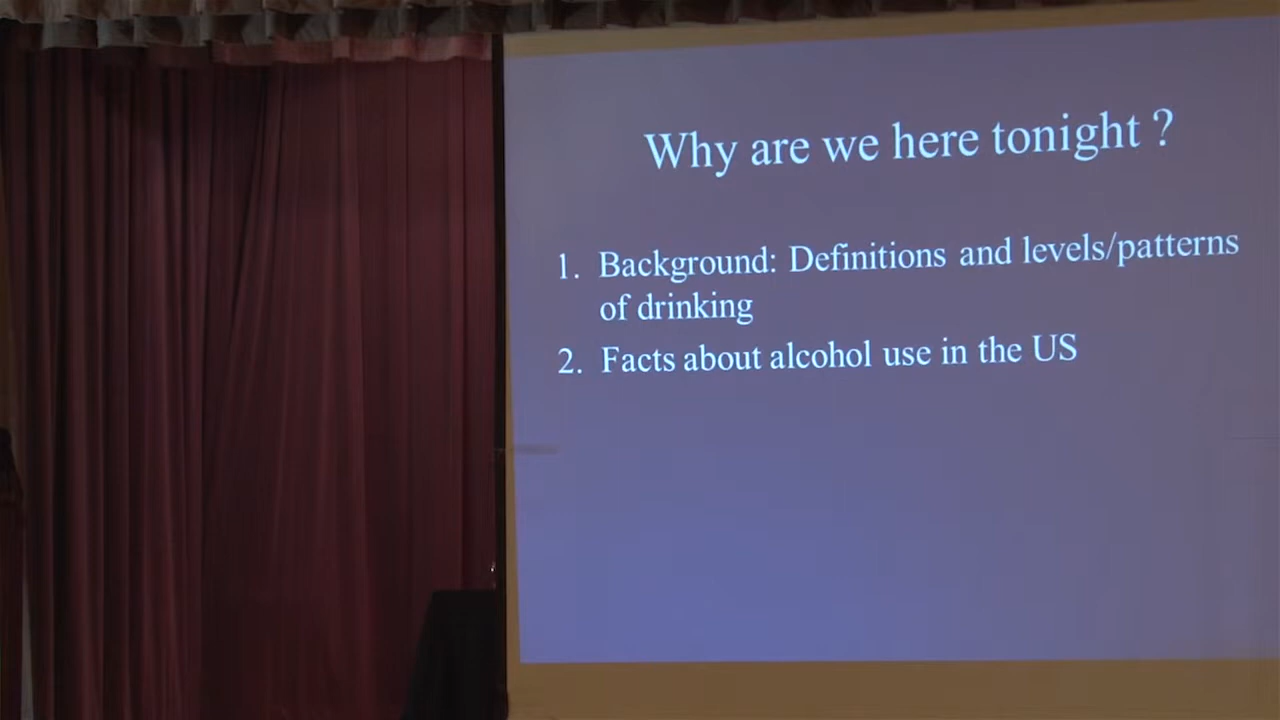 Why are we here tonight ?
1. Background: Definitions and levels/patterns
of drinking
2. Facts about alcohol use in the US